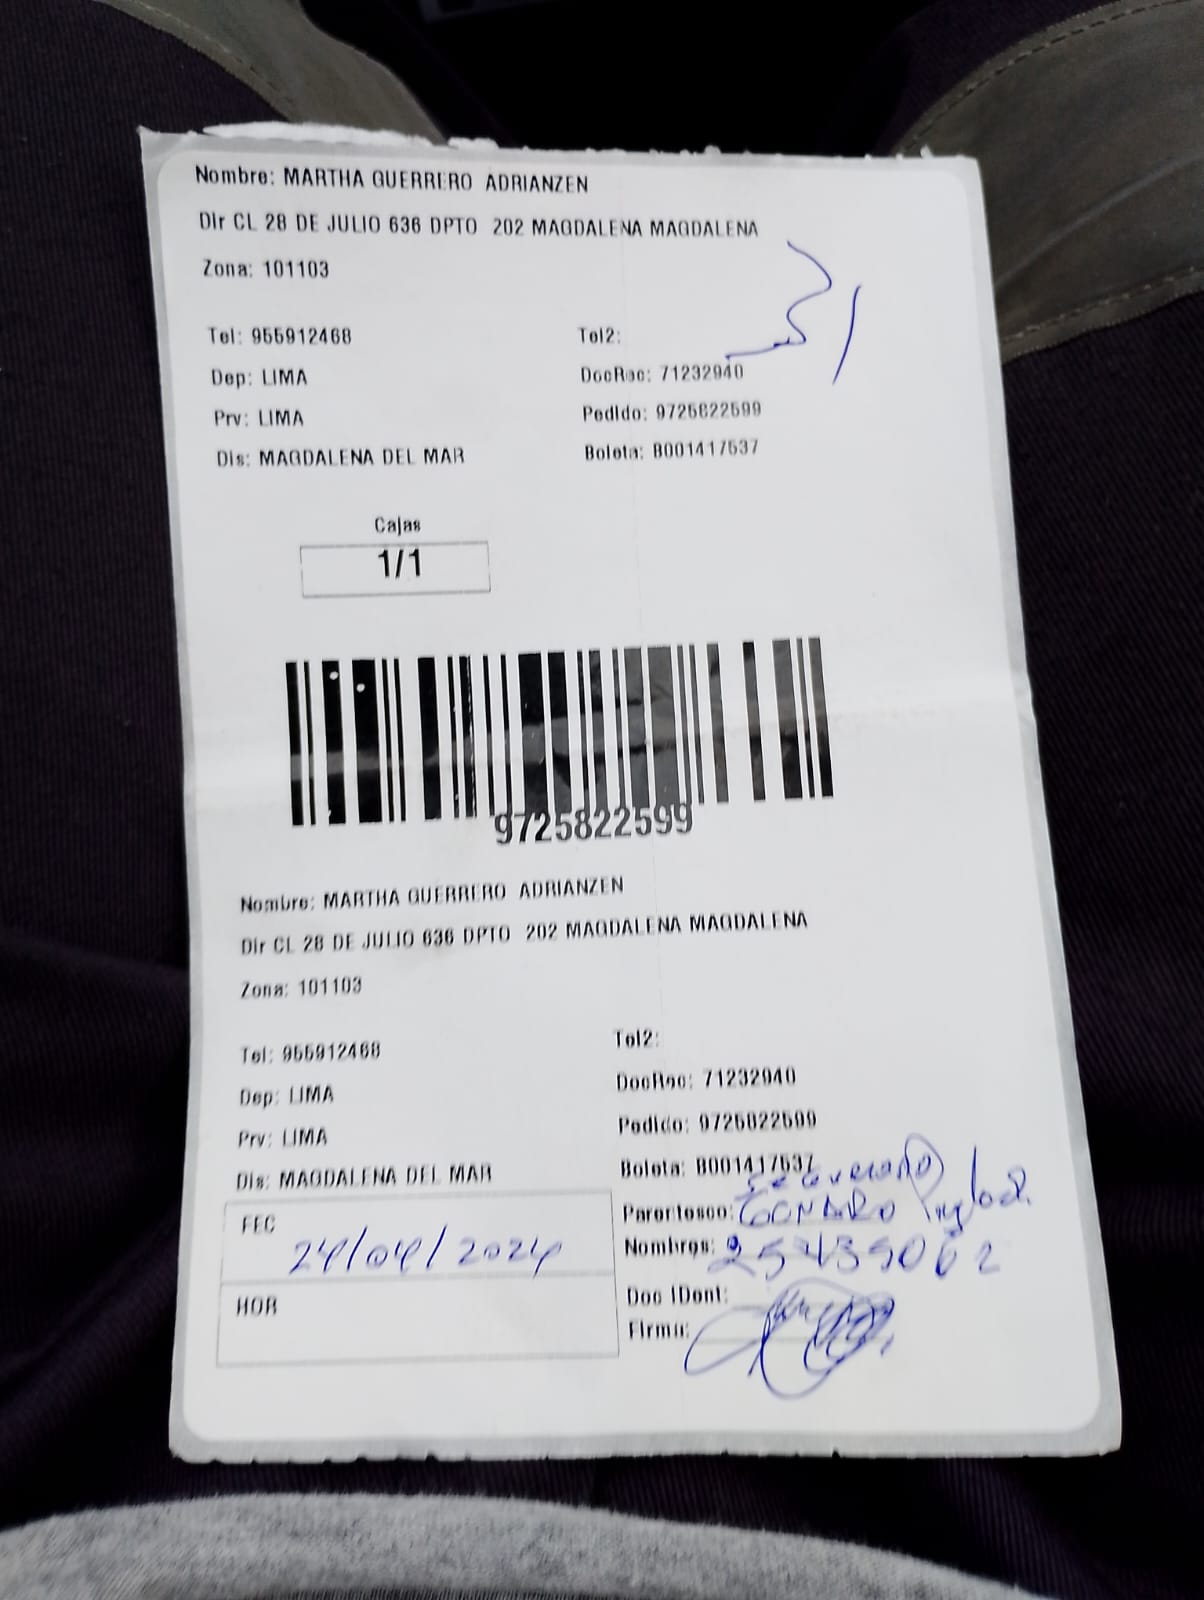 Nombre: MARTHA GUERRERO ADRIANZEN
Dir CL 28 DE JULIO 636 DPTO 202 MAGDALENA MAGDALENA
Zona: 101103
Tel: 955912468
Tel2:
Dep: LIMA
DocRec: 71232940
Prv: LIMA
Pedido: 9725822599
Dis: MAGDALENA DEL MAR
Boleta: B001417537
Cajas
1/1
9725822599
Nombre: MARTHA GUERRERO ADRIANZEN
Dir CL 28 DE JULIO 636 DPTO 202 MAGDALENA MAGDALENA
Zona: 101103
Tel: 955912468
Tel2:
Dep: LIMA
DocRec: 71232940
Prv: LIMA
Pedido: 9725822599
Dis: MAGDALENA DEL MAR
Boleta: B001417537
FEC
24/04/2024
Parentesco:
Nombres:
HOR
Doc IDent:
Firma: